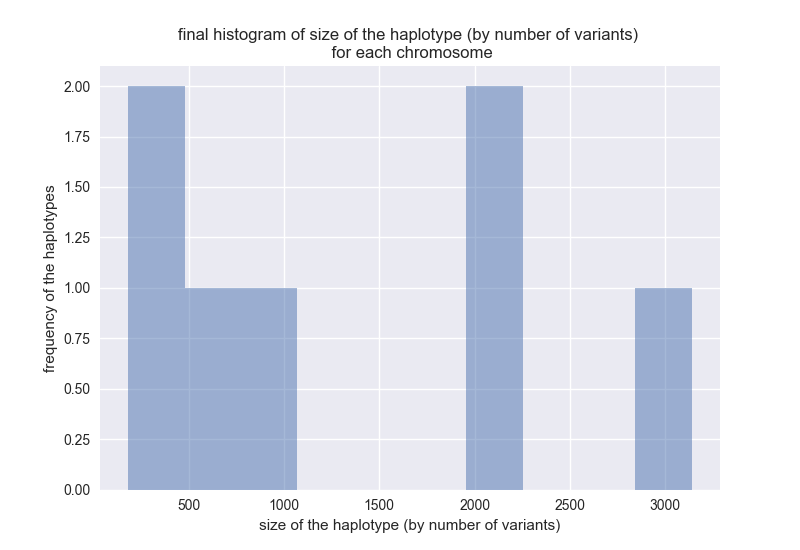 final histogram of size of the haplotype (by number of variants)
for each chromosome
frequency of the haplotypes
2.00
1.75
1.50
1.25
1.00
0.75
0.50
0.25
0.00
500 1000 1500 2000 2500 3000
size of the haplotype (by number of variants)